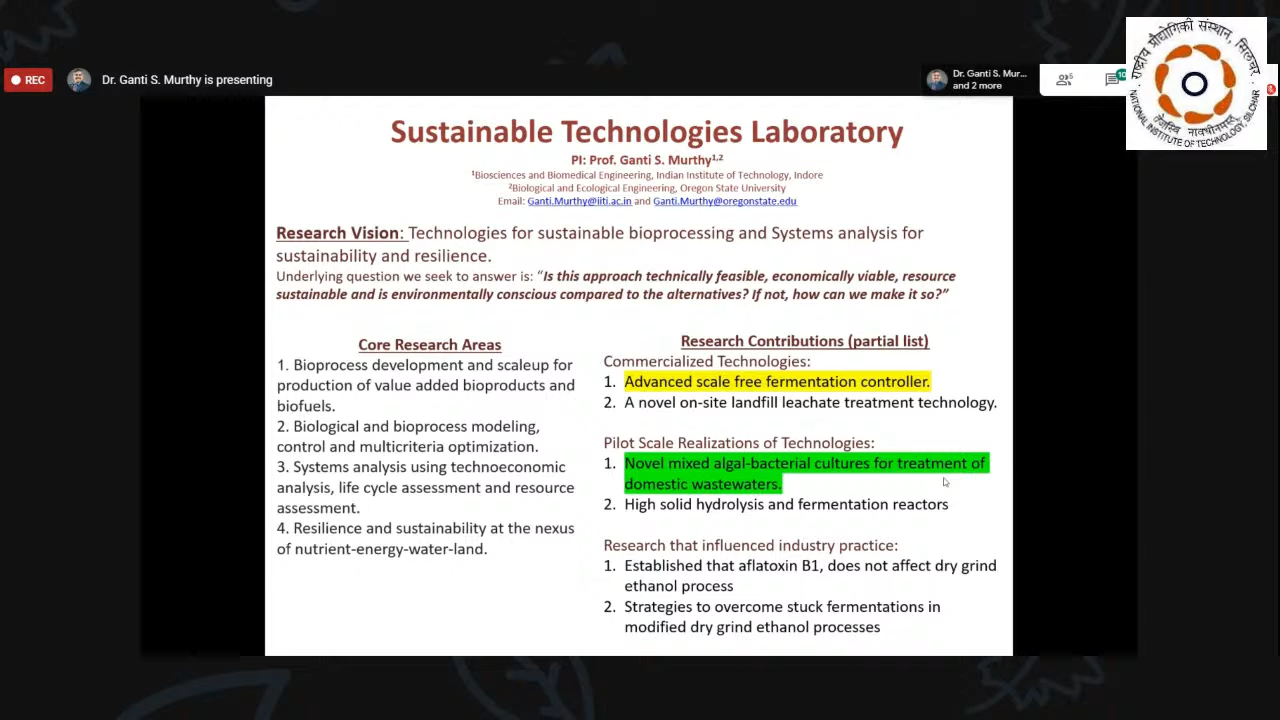 REC
Dr. Ganti S. Murthy is presenting
Dr. Ganti S. Mur...
and 2 more
5
10
राष्ट्रीय प्रौद्योगिकी संस्थान, सिलचर
तेजस्वि नावधीतमस्तु
NATIONAL INSTITUTE OF TECHNOLOGY, SILCHAR
Sustainable Technologies Laboratory
PI: Prof. Ganti S. Murthy1,2
1Biosciences and Biomedical Engineering, Indian Institute of Technology, Indore
2Biological and Ecological Engineering, Oregon State University
Email: Ganti.Murthy@iiti.ac.in and Ganti.Murthy@oregonstate.edu
Research Vision: Technologies for sustainable bioprocessing and Systems analysis for
sustainability and resilience.
Underlying question we seek to answer is: “Is this approach technically feasible, economically viable, resource
sustainable and is environmentally conscious compared to the alternatives? If not, how can we make it so?”
Core Research Areas
1. Bioprocess development and scaleup for
production of value added bioproducts and
biofuels.
2. Biological and bioprocess modeling,
control and multicriteria optimization.
3. Systems analysis using technoeconomic
analysis, life cycle assessment and resource
assessment.
4. Resilience and sustainability at the nexus
of nutrient-energy-water-land.
Research Contributions (partial list)
Commercialized Technologies:
1. Advanced scale free fermentation controller.
2. A novel on-site landfill leachate treatment technology.
Pilot Scale Realizations of Technologies:
1. Novel mixed algal-bacterial cultures for treatment of
domestic wastewaters.
2. High solid hydrolysis and fermentation reactors
Research that influenced industry practice:
1. Established that aflatoxin B1, does not affect dry grind
ethanol process
2. Strategies to overcome stuck fermentations in
modified dry grind ethanol processes